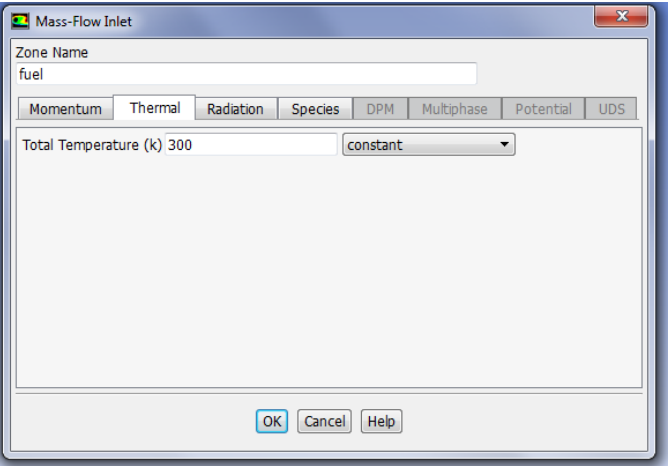 Mass-Flow Inlet
Zone Name
fuel
Momentum Thermal Radiation Species DPM Multiphase Potential UDS
Total Temperature (k) 300 constant
OK Cancel Help